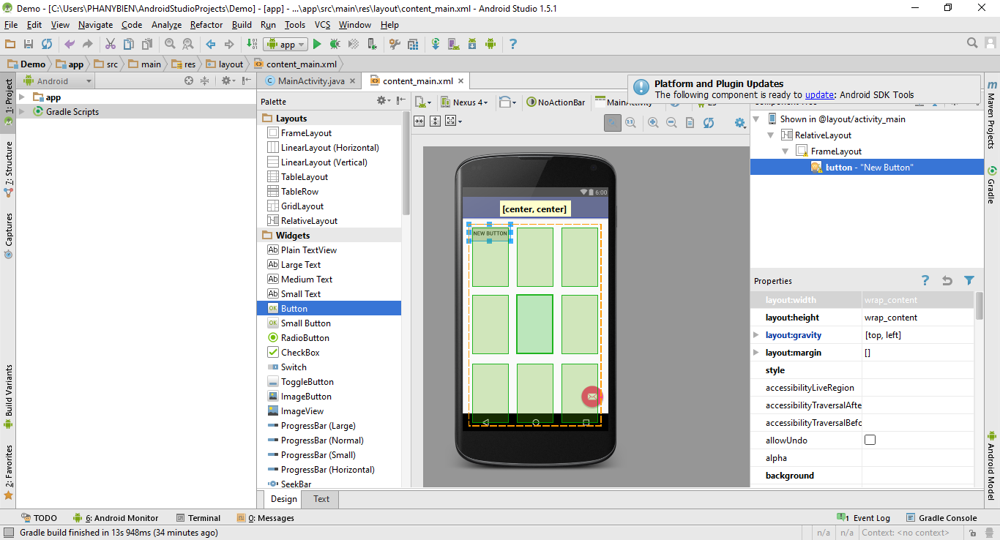 Demo - [C:\Users\PHANYBIEN\AndroidStudioProjects\Demo] - [app] - ...\app\src\main\res\layout\content_main.xml - Android Studio 1.5.1
File Edit View Navigate Code Analyze Refactor Build Run Tools VCS Window Help
app
Demo app src main res layout content_main.xml
Android
MainActivity.java content_main.xml
Platform and Plugin Updates
The following component is ready to update: Android SDK Tools
1: Project
7: Structure
Captures
Build Variants
2: Favorites
app
Gradle Scripts
Palette
Layouts
FrameLayout
LinearLayout (Horizontal)
LinearLayout (Vertical)
TableLayout
TableRow
GridLayout
RelativeLayout
Widgets
Plain TextView
Large Text
Medium Text
Small Text
Button
Small Button
RadioButton
CheckBox
Switch
ToggleButton
ImageButton
ImageView
ProgressBar (Large)
ProgressBar (Normal)
ProgressBar (Small)
ProgressBar (Horizontal)
SeekBar
Nexus 4 NoActionBar MainActivity
6:00
[center, center]
NEW BUTTON
Design Text
Shown in @layout/activity_main
RelativeLayout
FrameLayout
button - "New Button"
Properties
layout:width wrap_content
layout:height wrap_content
layout:gravity [top, left]
layout:margin []
style
accessibilityLiveRegion
accessibilityTraversalAfte
accessibilityTraversalBefo
allowUndo
alpha
background
Maven Projects
Gradle
Android Model
TODO 6: Android Monitor Terminal 0: Messages 1 Event Log Gradle Console
Gradle build finished in 13s 948ms (34 minutes ago) n/a n/a Context: <no context>